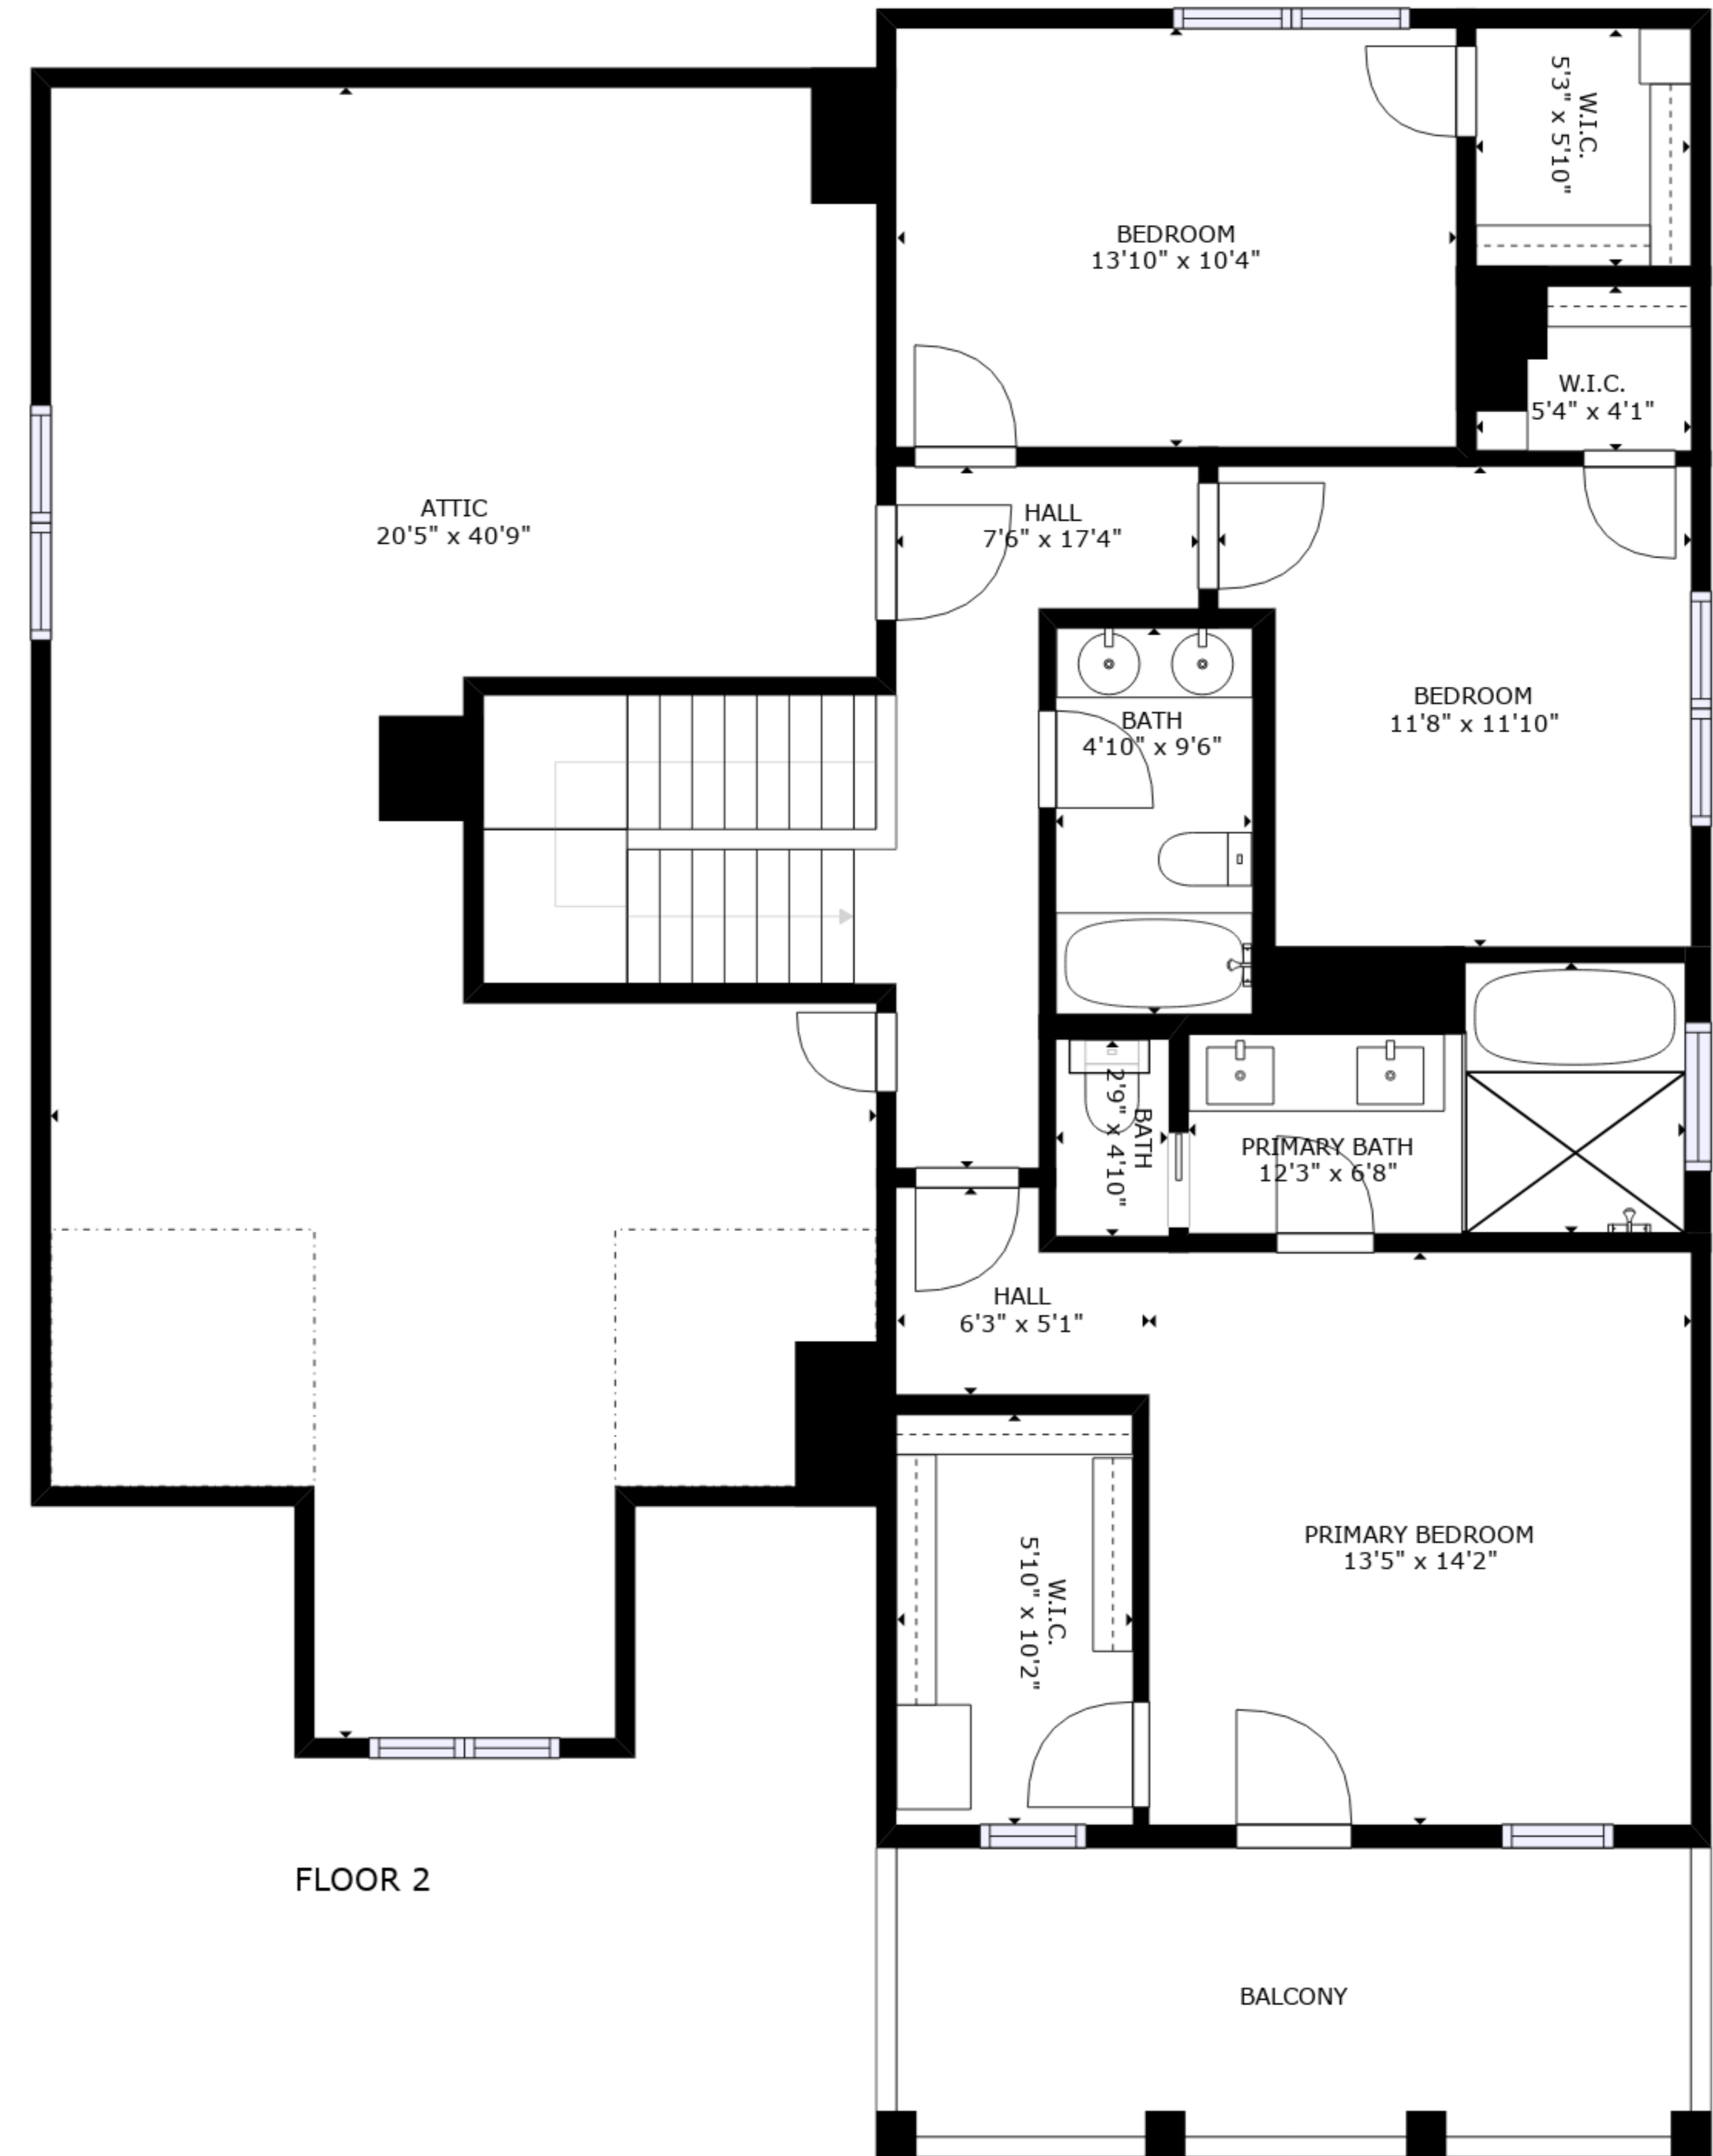 BEDROOM
13'10" x 10'4"
W.I.C.
5'3" x 5'10"
W.I.C.
5'4" x 4'1"
ATTIC
20'5" x 40'9"
HALL
7'6" x 17'4"
BEDROOM
11'8" x 11'10"
BATH
4'10" x 9'6"
BATH
2'9" x 4'10"
PRIMARY BATH
12'3" x 6'8"
HALL
6'3" x 5'1"
PRIMARY BEDROOM
13'5" x 14'2"
W.I.C.
5'10" x 10'2"
FLOOR 2
BALCONY